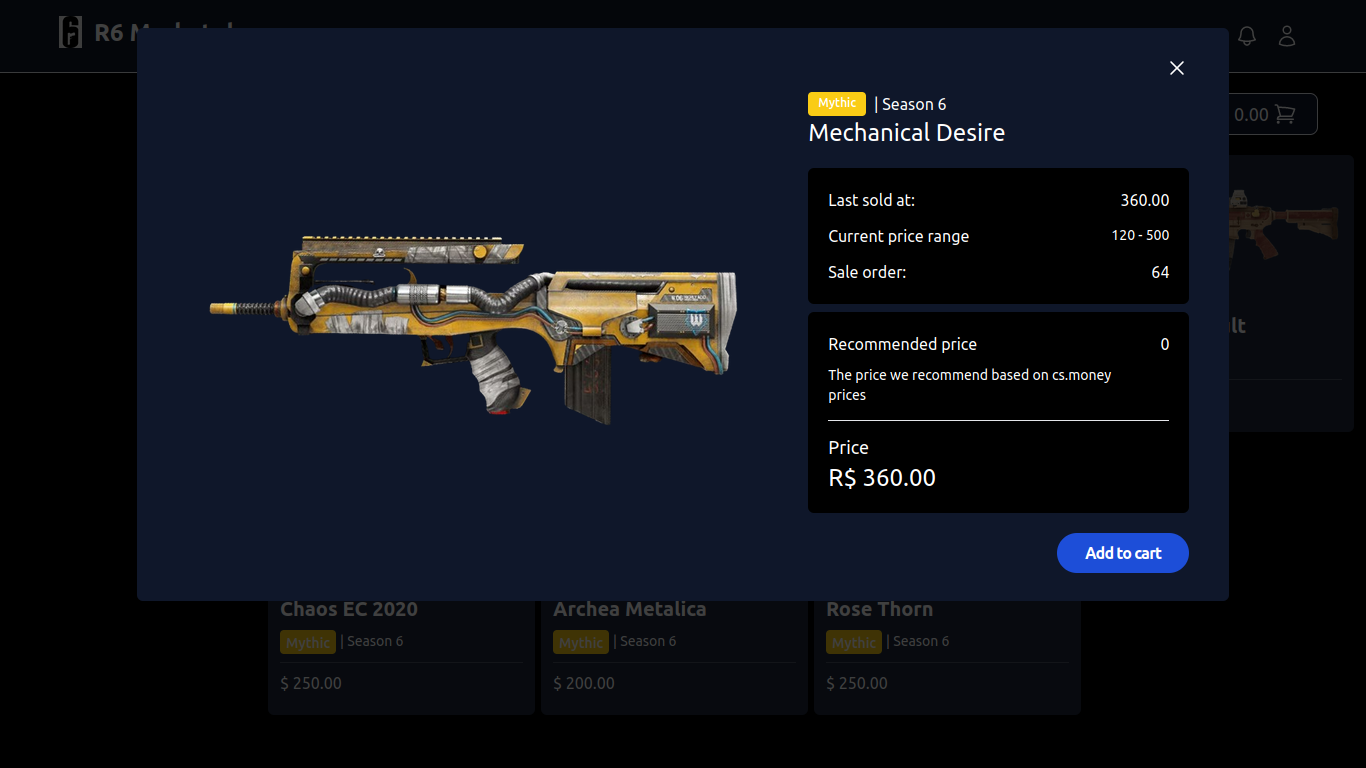 R6 M
0.00
Mythic | Season 6
Mechanical Desire
Last sold at: 360.00
Current price range 120 - 500
Sale order: 64
Recommended price 0
The price we recommend based on cs.money
prices
Price
R$ 360.00
Add to cart
Chaos EC 2020 Archea Metalica Rose Thorn
Mythic | Season 6 Mythic | Season 6 Mythic | Season 6
$ 250.00 $ 200.00 $ 250.00